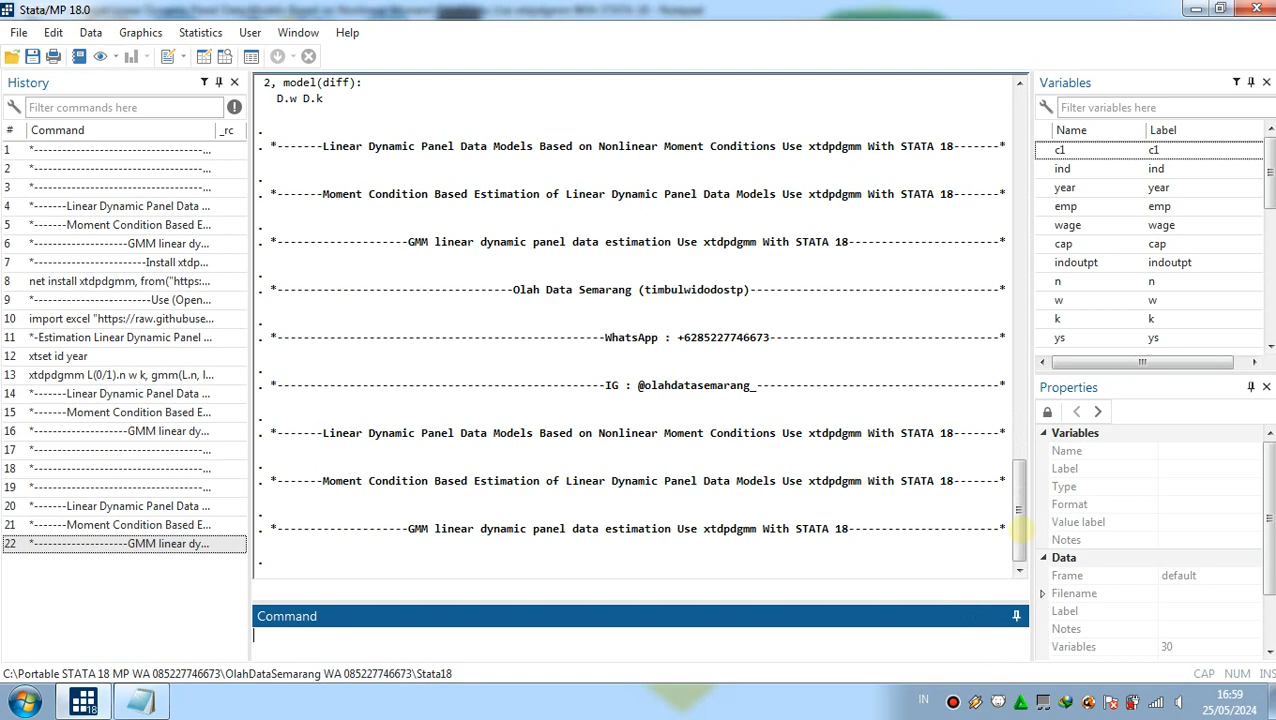 Stata/MP 18.0
File Edit Data Graphics Statistics User Window Help
History
Filter commands here
# Command _rc
1 *-------------------------------------...
2 *-------------------------------------...
3 *-------------------------------------...
4 *-------Linear Dynamic Panel Data ...
5 *-------Moment Condition Based E...
6 *--------------------GMM linear dy...
7 *------------------------Install xtdp...
8 net install xtdpdgmm, from("https:...
9 *-------------------------Use (Open...
10 import excel "https://raw.githubuse...
11 *-Estimation Linear Dynamic Panel ...
12 xtset id year
13 xtdpdgmm L(0/1).n w k, gmm(L.n, l...
14 *-------Linear Dynamic Panel Data ...
15 *-------Moment Condition Based E...
16 *--------------------GMM linear dy...
17 *-------------------------------------...
18 *-------------------------------------...
19 *-------------------------------------...
20 *-------Linear Dynamic Panel Data ...
21 *-------Moment Condition Based E...
22 *--------------------GMM linear dy...
2, model(diff):
D.w D.k
.
. *-------Linear Dynamic Panel Data Models Based on Nonlinear Moment Conditions Use xtdpdgmm With STATA 18-------*
.
. *-------Moment Condition Based Estimation of Linear Dynamic Panel Data Models Use xtdpdgmm With STATA 18-------*
.
. *--------------------GMM linear dynamic panel data estimation Use xtdpdgmm With STATA 18-----------------------*
.
. *------------------------------------Olah Data Semarang (timbulwidodostp)--------------------------------------*
.
. *--------------------------------------------------WhatsApp : +6285227746673-----------------------------------*
.
. *--------------------------------------------------IG : @olahdatasemarang_-------------------------------------*
.
. *-------Linear Dynamic Panel Data Models Based on Nonlinear Moment Conditions Use xtdpdgmm With STATA 18-------*
.
. *-------Moment Condition Based Estimation of Linear Dynamic Panel Data Models Use xtdpdgmm With STATA 18-------*
.
. *--------------------GMM linear dynamic panel data estimation Use xtdpdgmm With STATA 18-----------------------*
.
Command
Variables
Filter variables here
Name Label
c1 c1
ind ind
year year
emp emp
wage wage
cap cap
indoutpt indoutpt
n n
w w
k k
ys ys
Properties
Variables
Name
Label
Type
Format
Value label
Notes
Data
Frame default
Filename
Label
Notes
Variables 30
C:\Portable STATA 18 MP WA 085227746673\OlahDataSemarang WA 085227746673\Stata18
CAP NUM INS
18
IN
16:59
25/05/2024